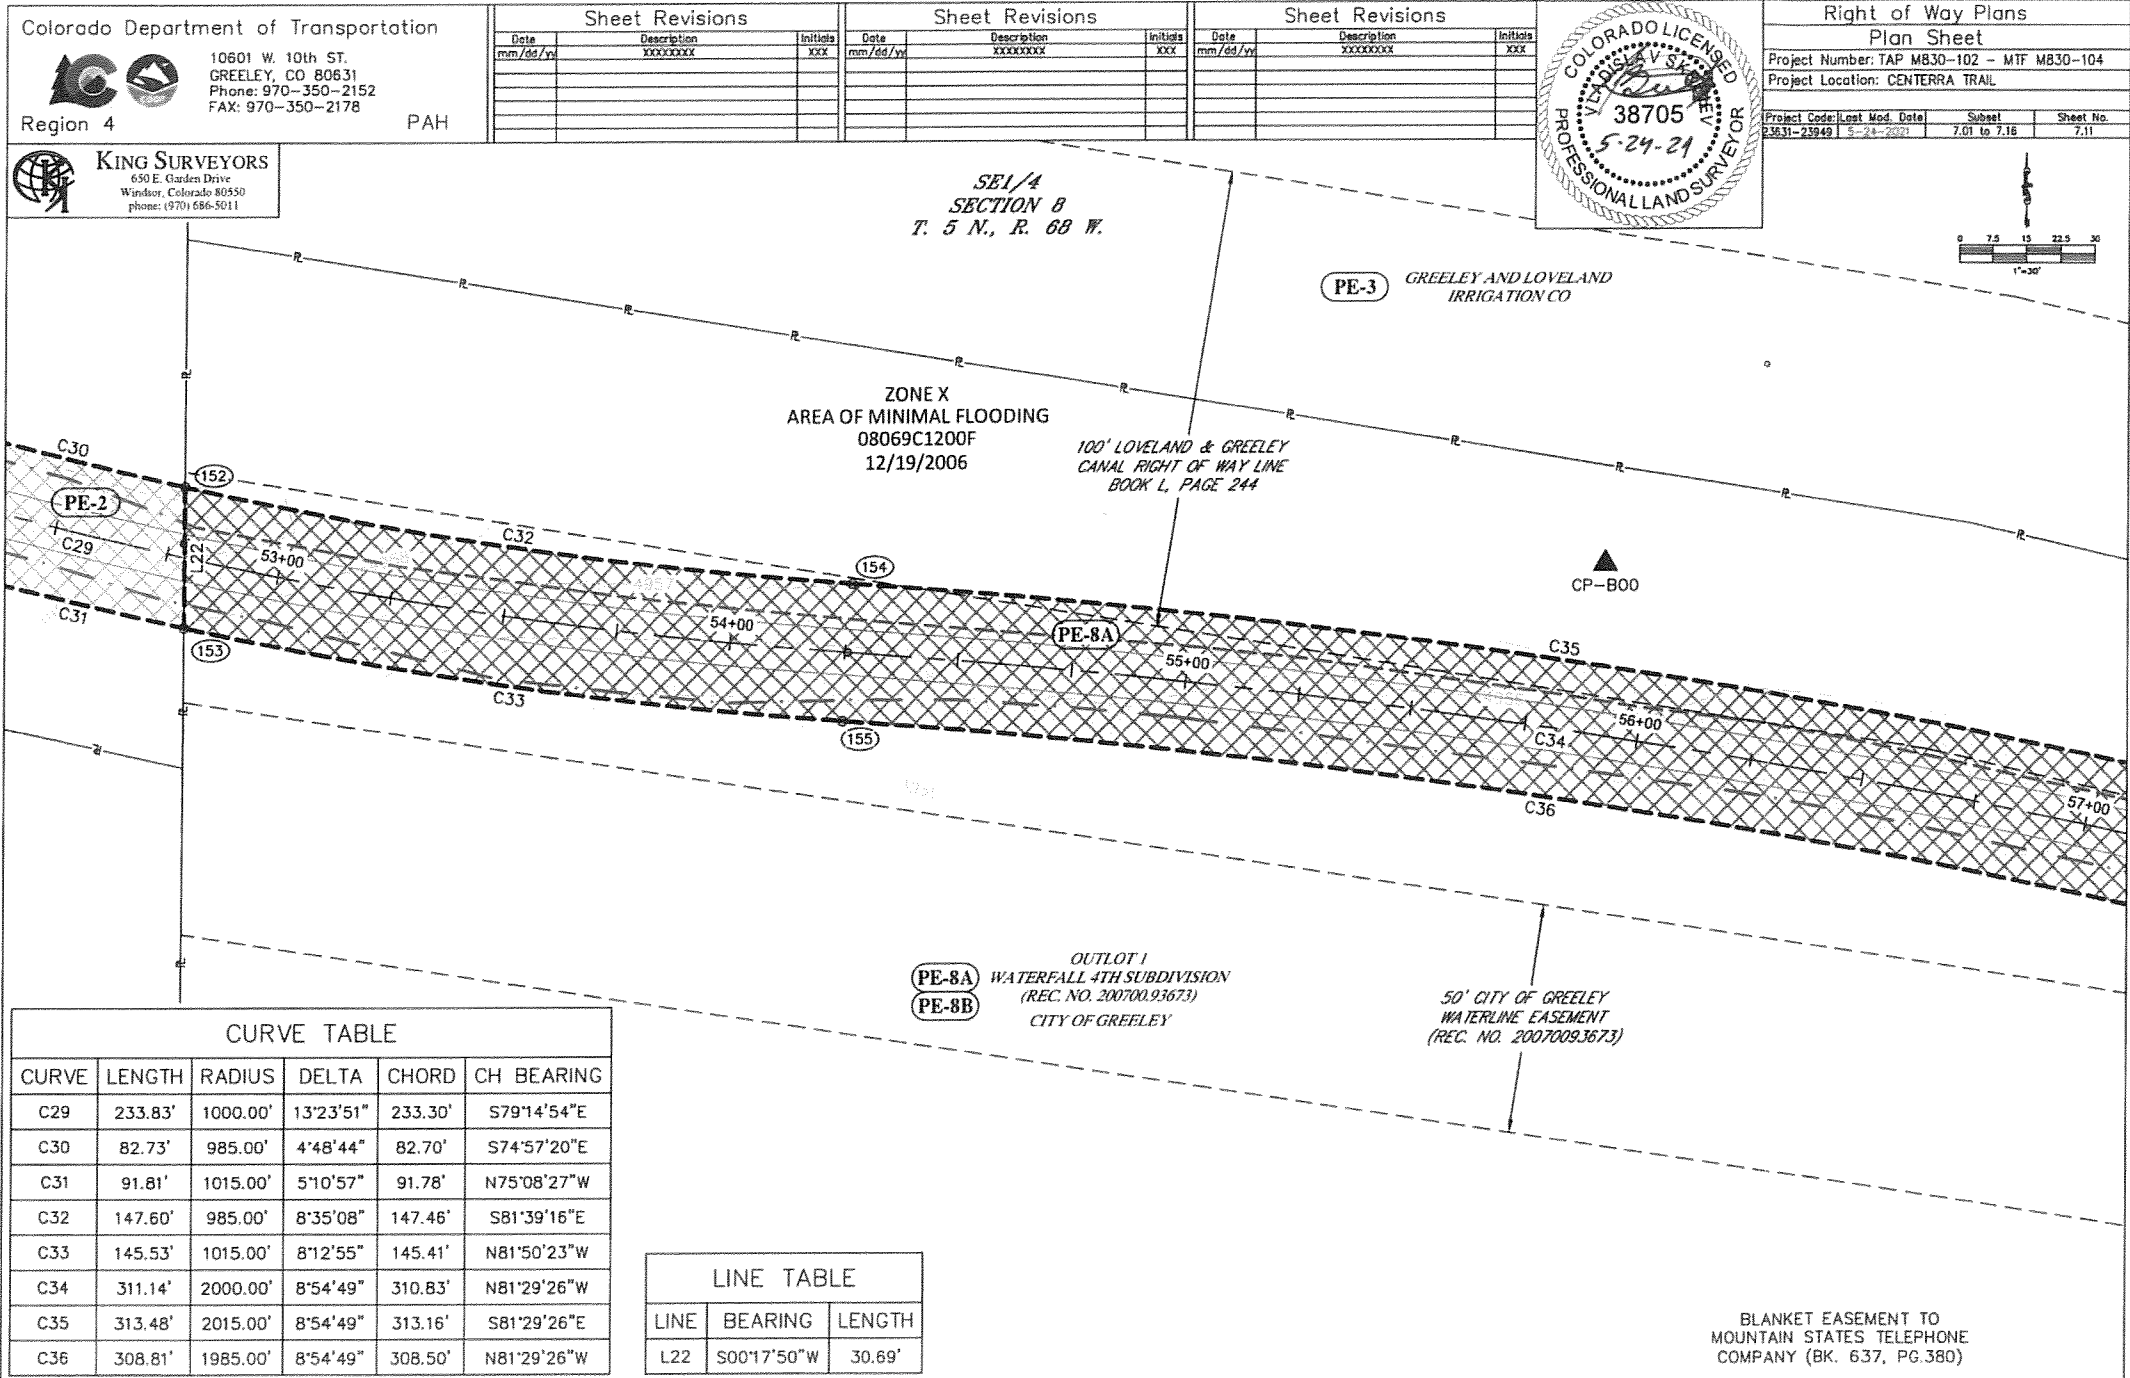 Colorado Department of Transportation
10601 W. 10th ST.
GREELEY, CO 80631
Phone: 970-350-2152
FAX: 970-350-2178
Region 4
PAH
Sheet Revisions
Date Description Initials
mm/dd/yy XXXXXXXX XXX
Sheet Revisions
Date Description Initials
mm/dd/yy XXXXXXXX XXX
Sheet Revisions
Date Description Initials
mm/dd/yy XXXXXXXX XXX
COLORADO LICENSED
38705
5-24-21
PROFESSIONAL LAND SURVEYOR
Right of Way Plans
Plan Sheet
Project Number: TAP M830-102 - MTF M830-104
Project Location: CENTERRA TRAIL
Project Code: Last Mod. Date Subset Sheet No.
23631-23949 5-24-2021 7.01 to 7.16 7.11
KING SURVEYORS
650 E. Garden Drive
Windsor, Colorado 80550
phone: (970) 686-5011
SE1/4
SECTION 8
T. 5 N., R. 68 W.
0 7.5 15 22.5 30
1"=30'
PE-3
GREELEY AND LOVELAND
IRRIGATION CO
ZONE X
AREA OF MINIMAL FLOODING
08069C1200F
12/19/2006
100' LOVELAND & GREELEY
CANAL RIGHT OF WAY LINE
BOOK L, PAGE 244
C30
152
PE-2
C29
L22
53+00
C32
154
CP-B00
C31
153
54+00
PE-8A
55+00
C35
C33
155
56+00
C34
C36
57+00
PE-8A
PE-8B
OUTLOT 1
WATERFALL 4TH SUBDIVISION
(REC. NO. 20070093673)
CITY OF GREELEY
50' CITY OF GREELEY
WATERLINE EASEMENT
(REC. NO. 20070093673)
CURVE TABLE
CURVE LENGTH RADIUS DELTA CHORD CH BEARING
C29 233.83' 1000.00' 13°23'51" 233.30' S79°14'54"E
C30 82.73' 985.00' 4°48'44" 82.70' S74°57'20"E
C31 91.81' 1015.00' 5°10'57" 91.78' N75°08'27"W
C32 147.60' 985.00' 8°35'08" 147.46' S81°39'16"E
C33 145.53' 1015.00' 8°12'55" 145.41' N81°50'23"W
C34 311.14' 2000.00' 8°54'49" 310.83' N81°29'26"W
C35 313.48' 2015.00' 8°54'49" 313.16' S81°29'26"E
C36 308.81' 1985.00' 8°54'49" 308.50' N81°29'26"W
LINE TABLE
LINE BEARING LENGTH
L22 S00°17'50"W 30.69'
BLANKET EASEMENT TO
MOUNTAIN STATES TELEPHONE
COMPANY (BK. 637, PG.380)